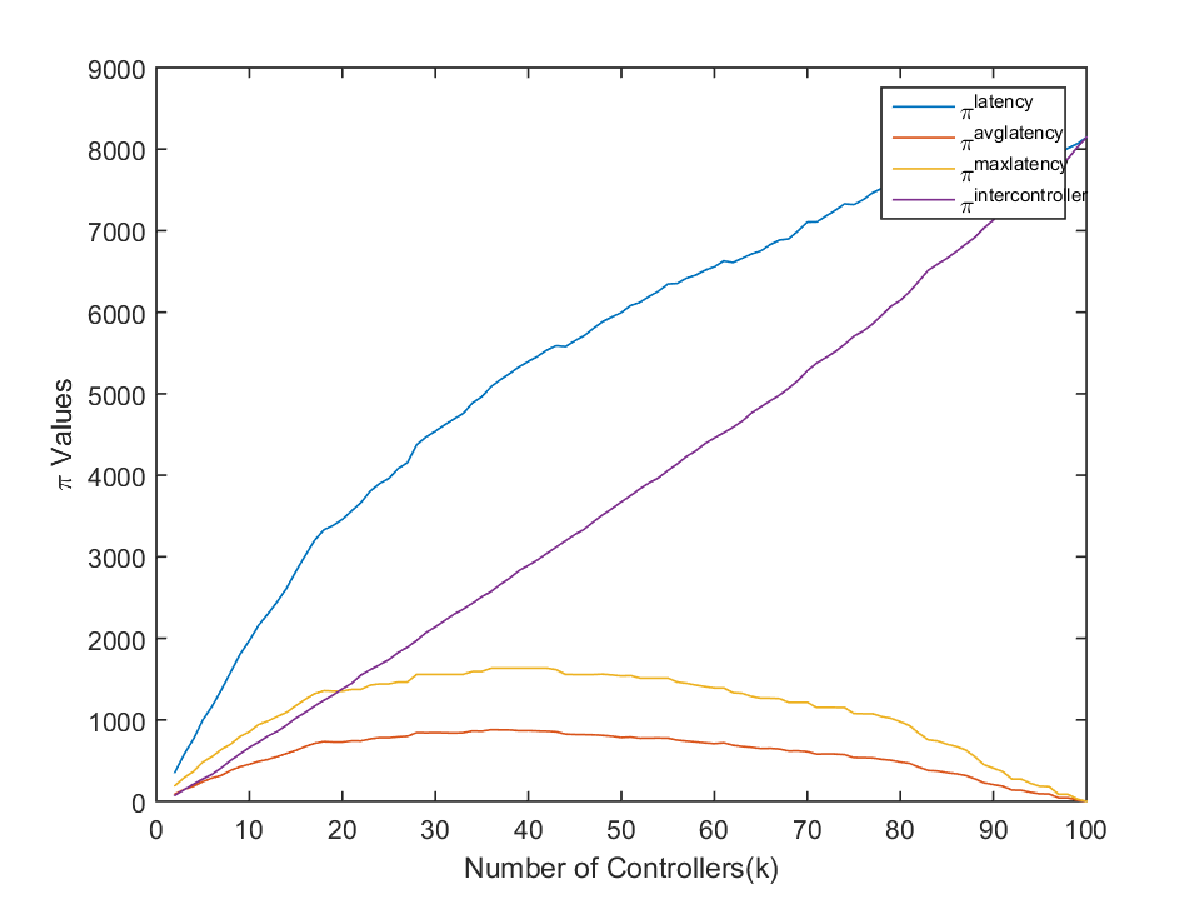 9000
8000
7000
6000
5000
4000
3000
2000
1000
0
π Values
π^latency
π^avglatency
π^maxlatency
π^intercontroller
0 10 20 30 40 50 60 70 80 90 100
Number of Controllers(k)